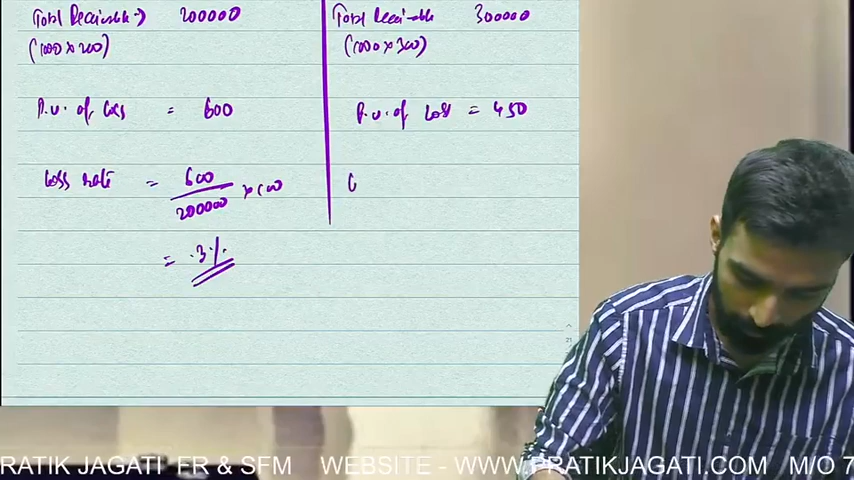 Total Receivable → 200000
(1000 x 200)
P.V. of loss = 600
Loss rate = 600 / 200000 x 100
= .3%
Total Receivable 300000
(1000 x 300)
P.V. of Loss = 450
21
RATIK JAGATI FR & SFM WEBSITE - WWW.PRATIKJAGATI.COM M/O 7